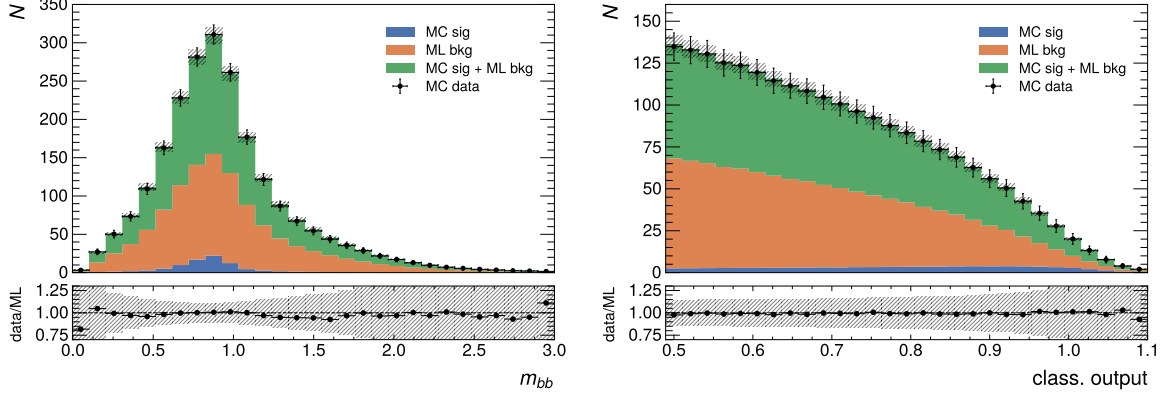 N
350
300
250
200
150
100
50
0
MC sig
ML bkg
MC sig + ML bkg
MC data
data/ML
1.25
1.00
0.75
0.0 0.5 1.0 1.5 2.0 2.5 3.0
m_bb
N
150
125
100
75
50
25
0
MC sig
ML bkg
MC sig + ML bkg
MC data
data/ML
1.25
1.00
0.75
0.5 0.6 0.7 0.8 0.9 1.0 1.1
class. output